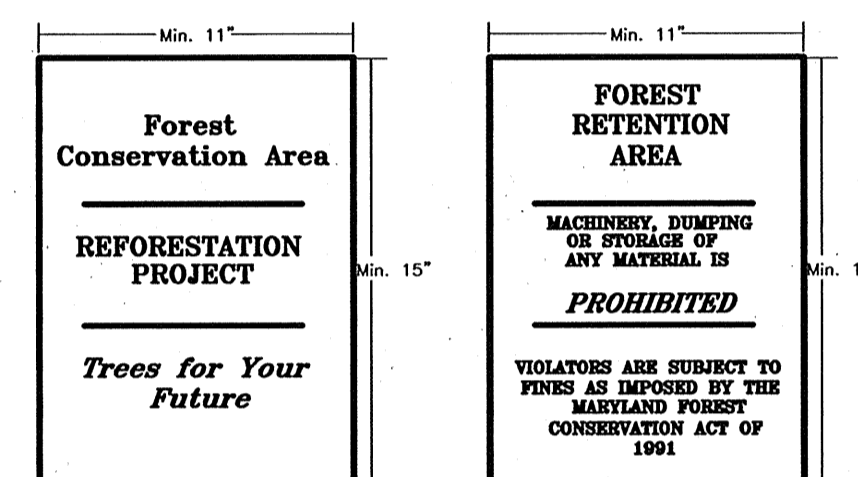 Min. 11"
Forest
Conservation Area
REFORESTATION
PROJECT
Trees for Your
Future
Min. 15"
Min. 11"
FOREST
RETENTION
AREA
MACHINERY, DUMPING
OR STORAGE OF
ANY MATERIAL IS
PROHIBITED
VIOLATORS ARE SUBJECT TO
FINES AS IMPOSED BY THE
MARYLAND FOREST
CONSERVATION ACT OF
1991
Min. 1